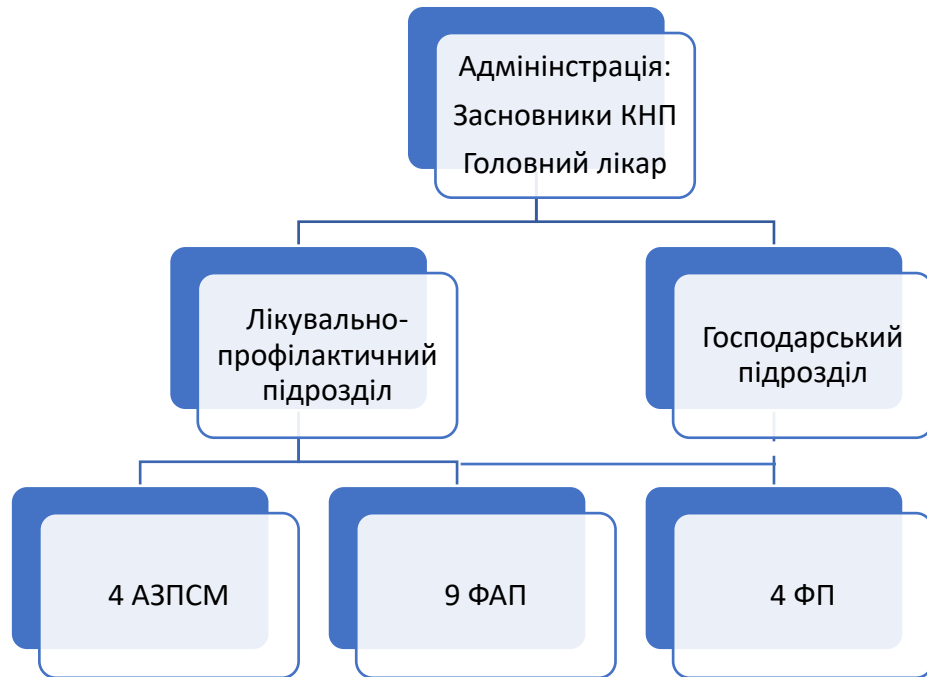 Адмінінстрація:
Засновники КНП
Головний лікар
Лікувально-
профілактичний
підрозділ
Господарський
підрозділ
4 АЗПСМ
9 ФАП
4 ФП